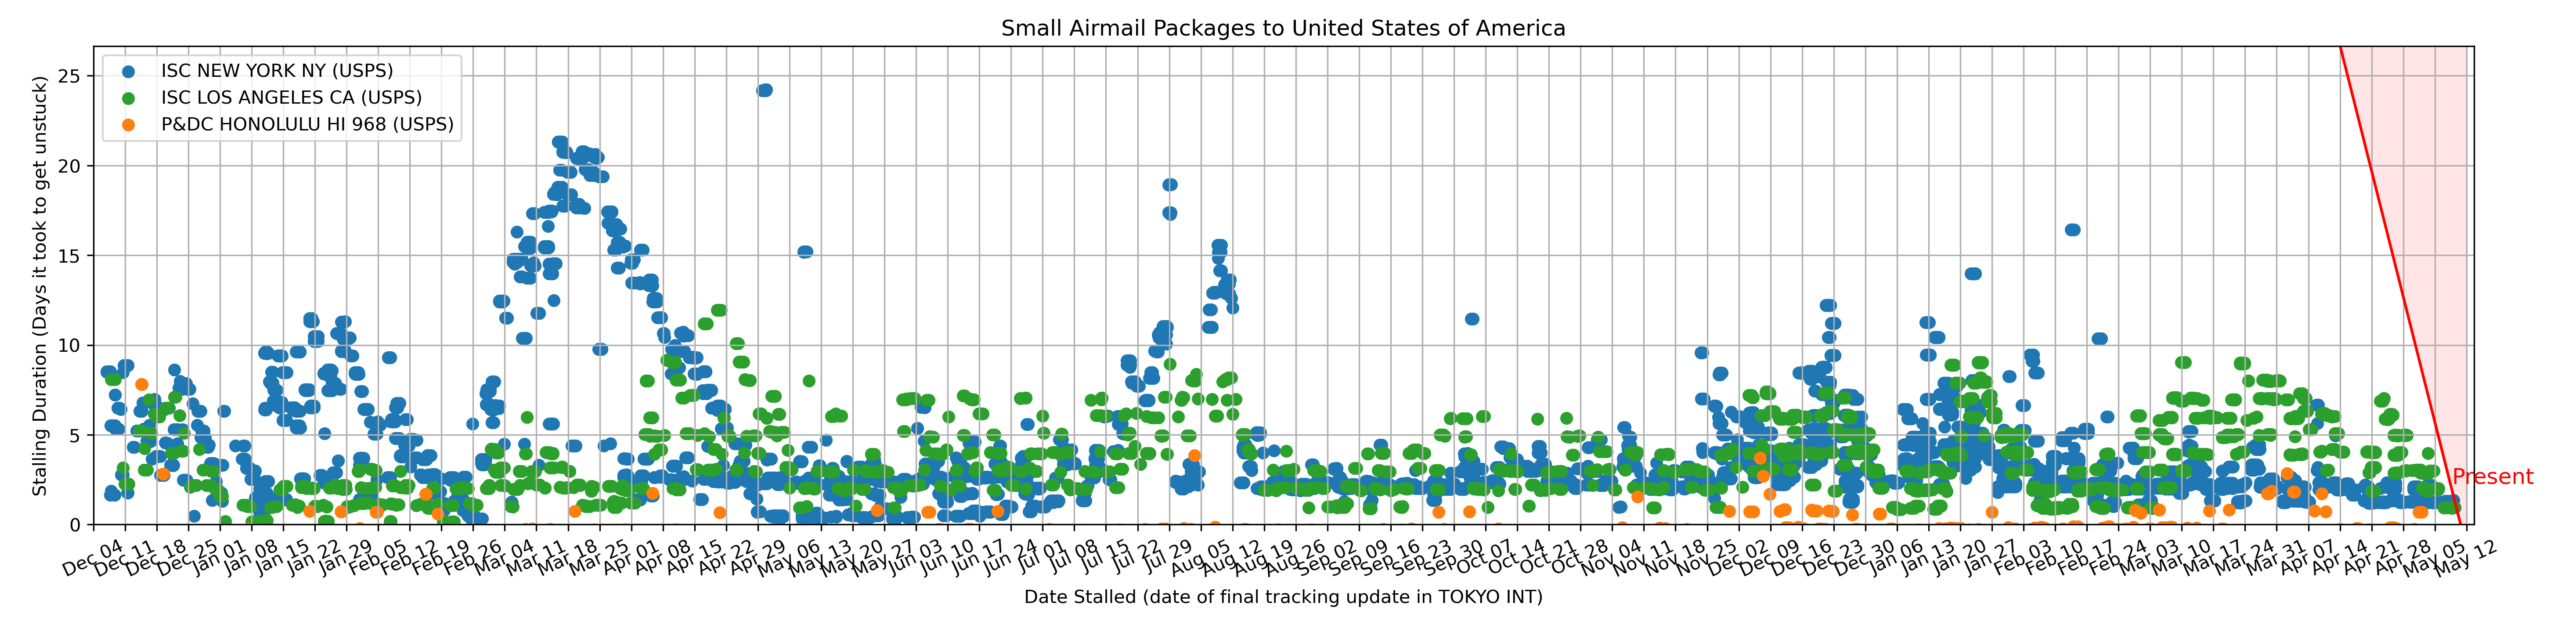 Small Airmail Packages to United States of America
ISC NEW YORK NY (USPS)
ISC LOS ANGELES CA (USPS)
P&DC HONOLULU HI 968 (USPS)
Stalling Duration (Days it took to get unstuck)
25
20
15
10
5
0
Present
Dec 04
Dec 11
Dec 18
Dec 25
Jan 01
Jan 08
Jan 15
Jan 22
Jan 29
Feb 05
Feb 12
Feb 19
Feb 26
Mar 04
Mar 11
Mar 18
Mar 25
Apr 01
Apr 08
Apr 15
Apr 22
Apr 29
May 06
May 13
May 20
May 27
Jun 03
Jun 10
Jun 17
Jun 24
Jul 01
Jul 08
Jul 15
Jul 22
Jul 29
Aug 05
Aug 12
Aug 19
Aug 26
Sep 02
Sep 09
Sep 16
Sep 23
Sep 30
Oct 07
Oct 14
Oct 21
Oct 28
Nov 04
Nov 11
Nov 18
Nov 25
Dec 02
Dec 09
Dec 16
Dec 23
Dec 30
Jan 06
Jan 13
Jan 20
Jan 27
Feb 03
Feb 10
Feb 17
Feb 24
Mar 03
Mar 10
Mar 17
Mar 24
Mar 31
Apr 07
Apr 14
Apr 21
Apr 28
May 05
May 12
Date Stalled (date of final tracking update in TOKYO INT)